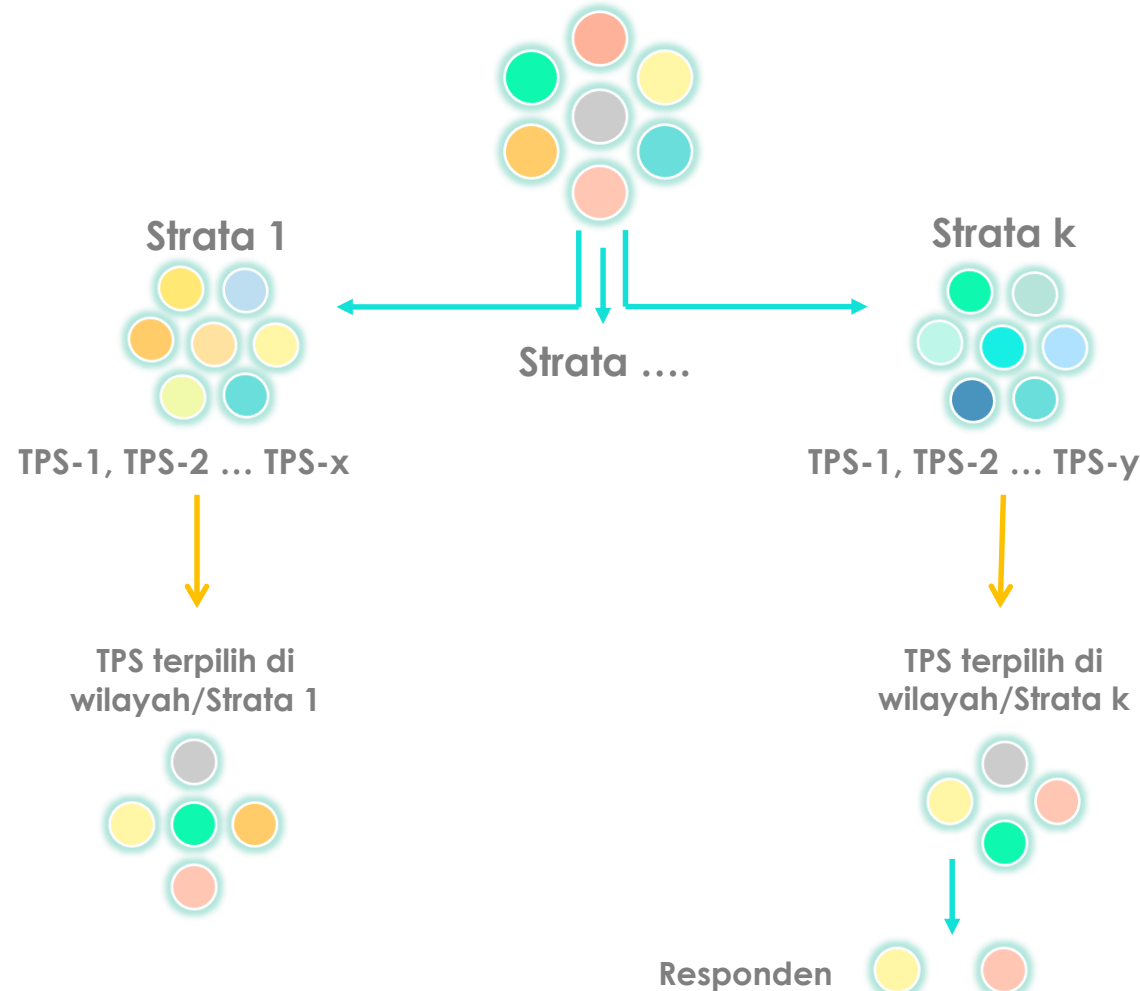 Strata 1
Strata k
Strata ....
TPS-1, TPS-2 ... TPS-x
TPS-1, TPS-2 ... TPS-y
TPS terpilih di
wilayah/Strata 1
TPS terpilih di
wilayah/Strata k
Responden